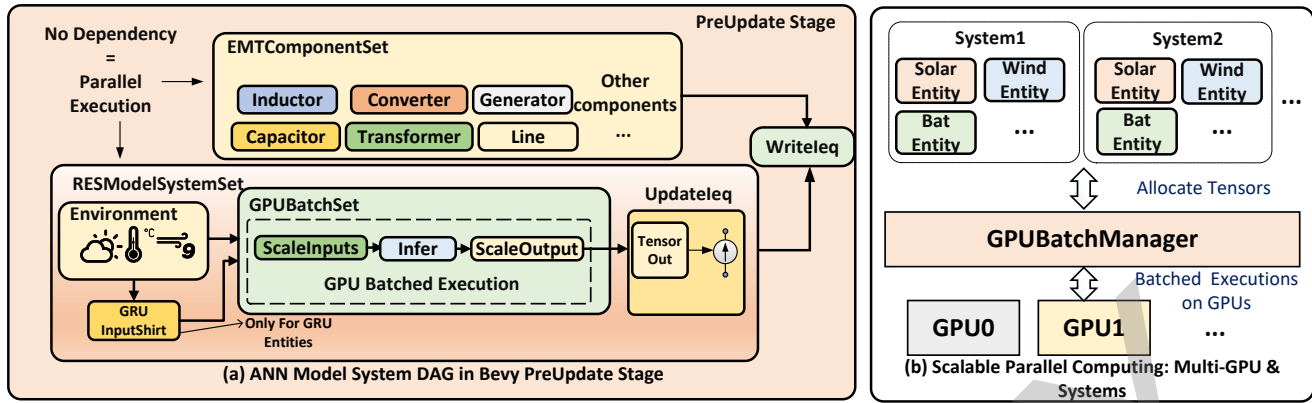 PreUpdate Stage
No Dependency
=
Parallel
Execution
EMTComponentSet
Inductor
Converter
Generator
Other
components
...
Capacitor
Transformer
Line
WriteIeq
RESModelSystemSet
Environment
°C
GPUBatchSet
ScaleInputs
Infer
ScaleOutput
GPU Batched Execution
UpdateIeq
Tensor
Out
GRU
InputShirt
Only For GRU
Entities
(a) ANN Model System DAG in Bevy PreUpdate Stage
System1
Solar
Entity
Wind
Entity
Bat
Entity
...
System2
Solar
Entity
Wind
Entity
Bat
Entity
...
...
Allocate Tensors
GPUBatchManager
Batched Executions
on GPUs
GPU0
GPU1
...
(b) Scalable Parallel Computing: Multi-GPU &
Systems